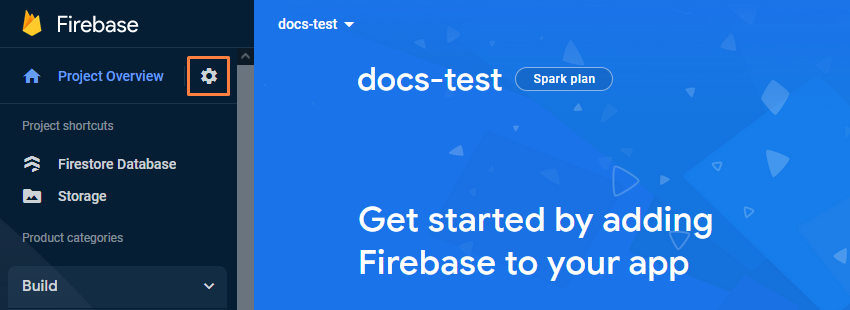 Firebase
Project Overview
Project shortcuts
Firestore Database
Storage
Product categories
Build
docs-test
docs-test
Spark plan
Get started by adding
Firebase to your app